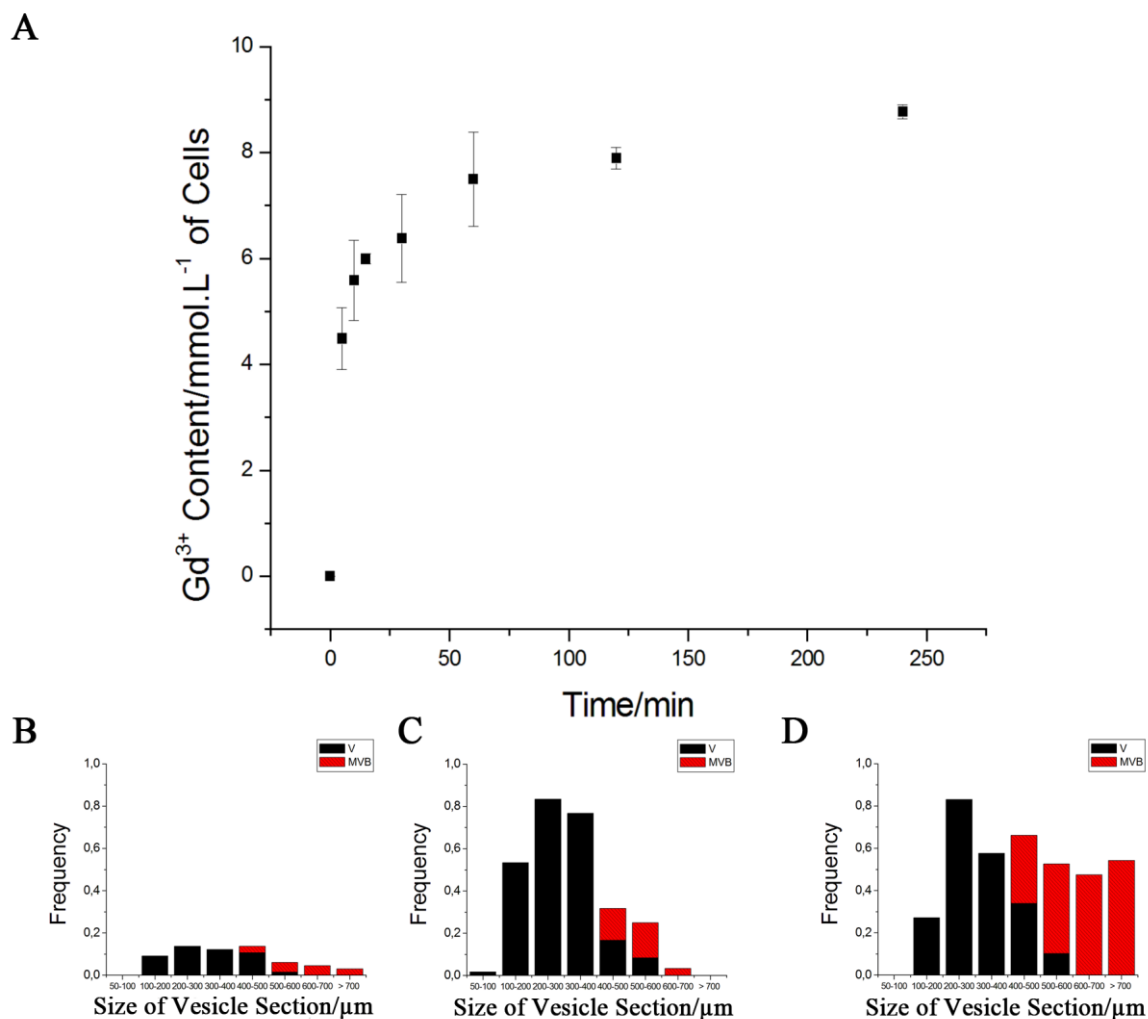 A
10
8
6
4
2
0
Gd³⁺ Content/mmol.L⁻¹ of Cells
0 50 100 150 200 250
Time/min
B
V
MVB
1,0
0,8
0,6
0,4
0,2
0,0
Frequency
50-100 100-200 200-300 300-400 400-500 500-600 600-700 > 700
Size of Vesicle Section/µm
C
V
MVB
1,0
0,8
0,6
0,4
0,2
0,0
Frequency
50-100 100-200 200-300 300-400 400-500 500-600 600-700 > 700
Size of Vesicle Section/µm
D
V
MVB
1,0
0,8
0,6
0,4
0,2
0,0
Frequency
50-100 100-200 200-300 300-400 400-500 500-600 600-700 > 700
Size of Vesicle Section/µm